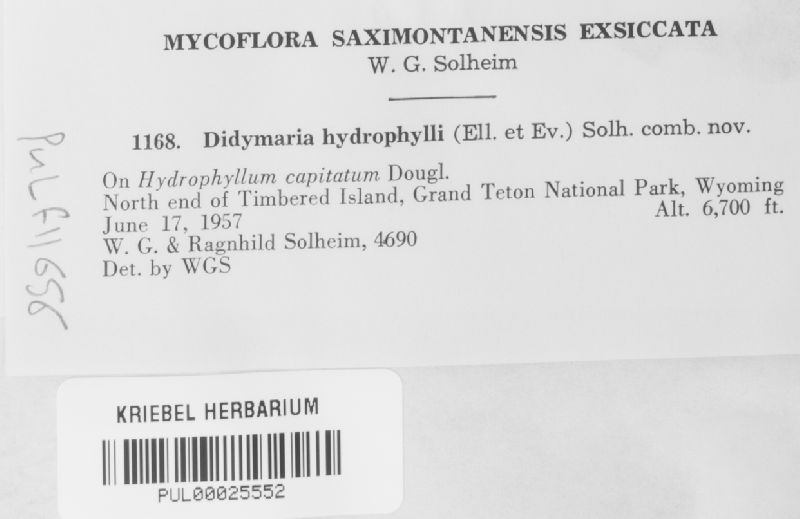 MYCOFLORA SAXIMONTANENSIS EXSICCATA
W. G. Solheim
1168. Didymaria hydrophylli (Ell. et Ev.) Solh. comb. nov.
On Hydrophyllum capitatum Dougl.
North end of Timbered Island, Grand Teton National Park, Wyoming
June 17, 1957 Alt. 6,700 ft.
W. G. & Ragnhild Solheim, 4690
Det. by WGS
PUL F11656
KRIEBEL HERBARIUM
PUL00025552